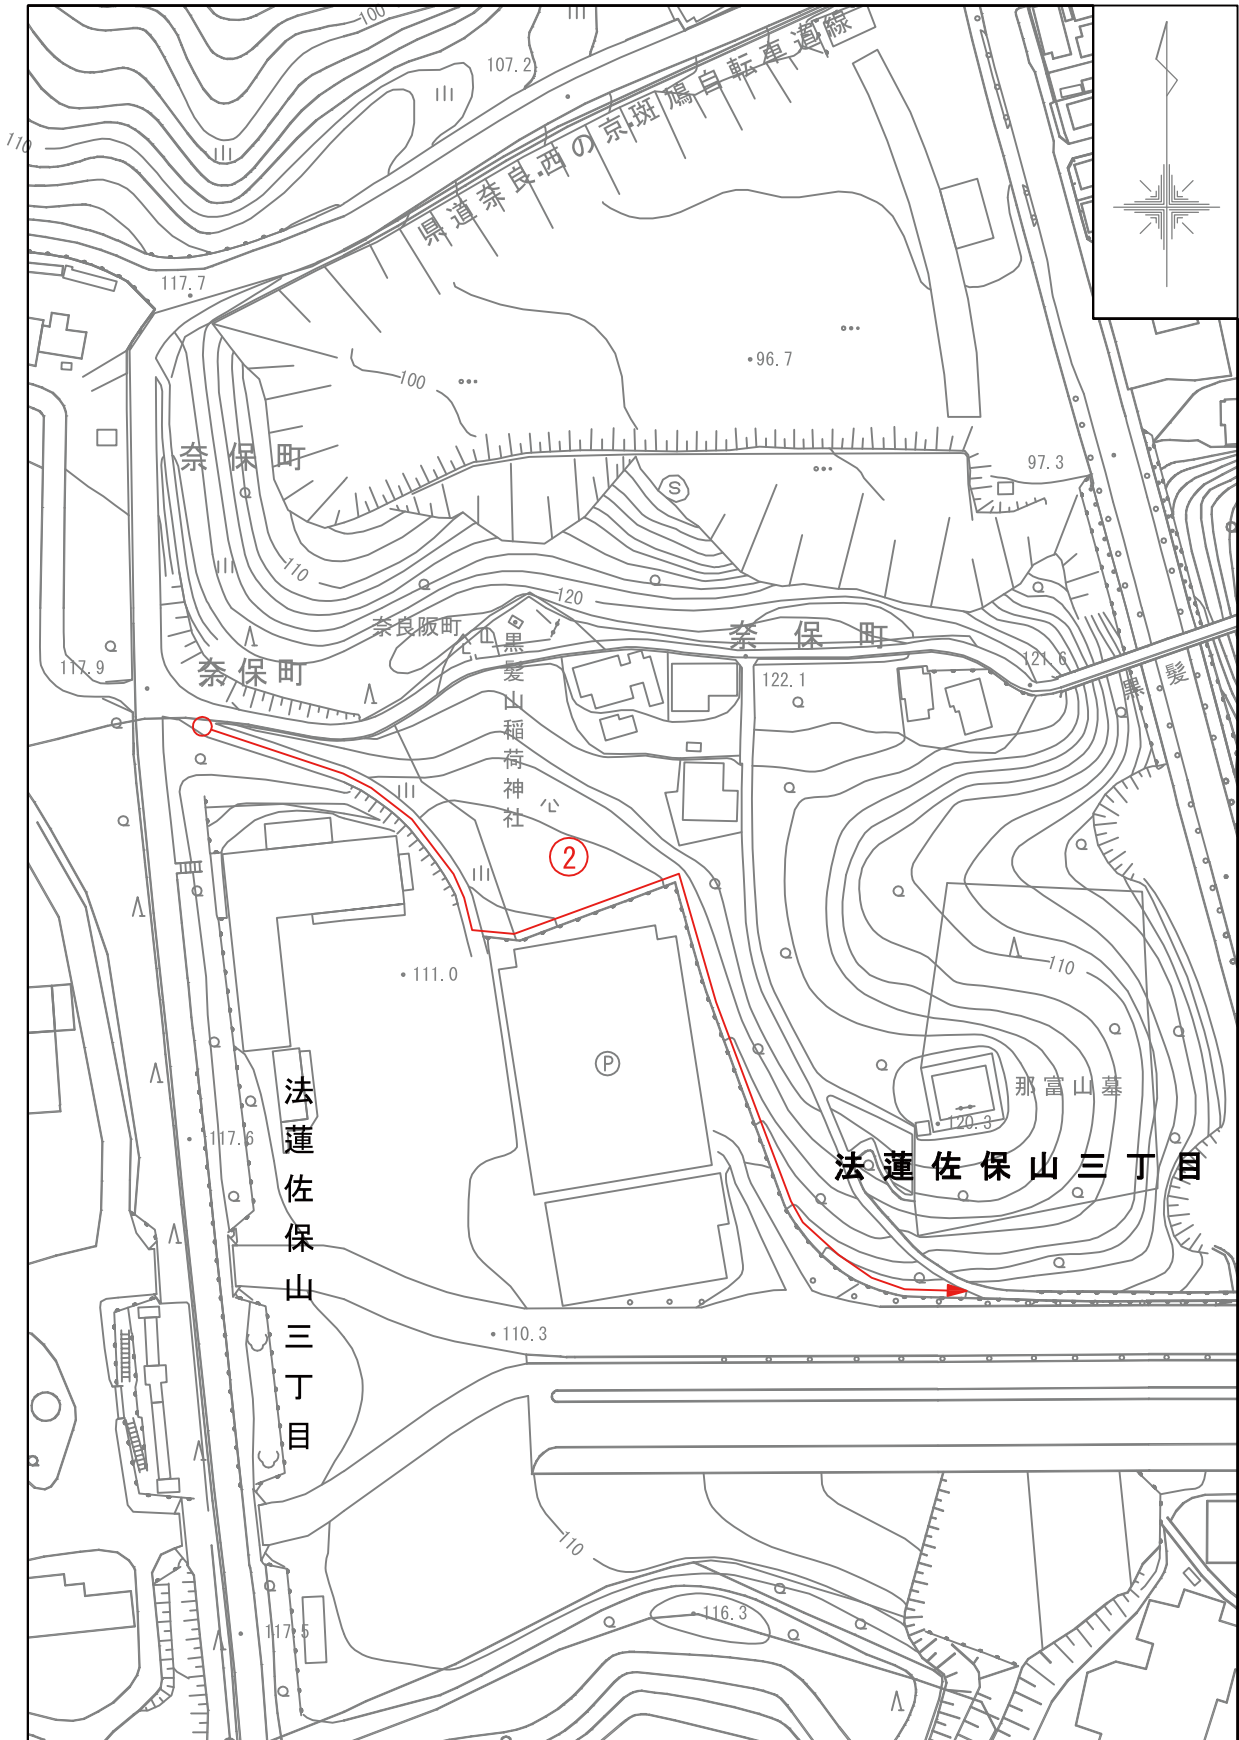 100
107.2
110
県道奈良西の京斑鳩自転車道線
117.7
96.7
100
奈保町
97.3
S
110
120
奈良阪町
奈保町
黒髪山稲荷神社
奈保町
117.9
121.6
122.1
黒髪
2
111.0
110
P
那富山墓
120.3
117.6
法蓮佐保山三丁目
法蓮佐保山三丁目
110.3
110
116.3
117.5